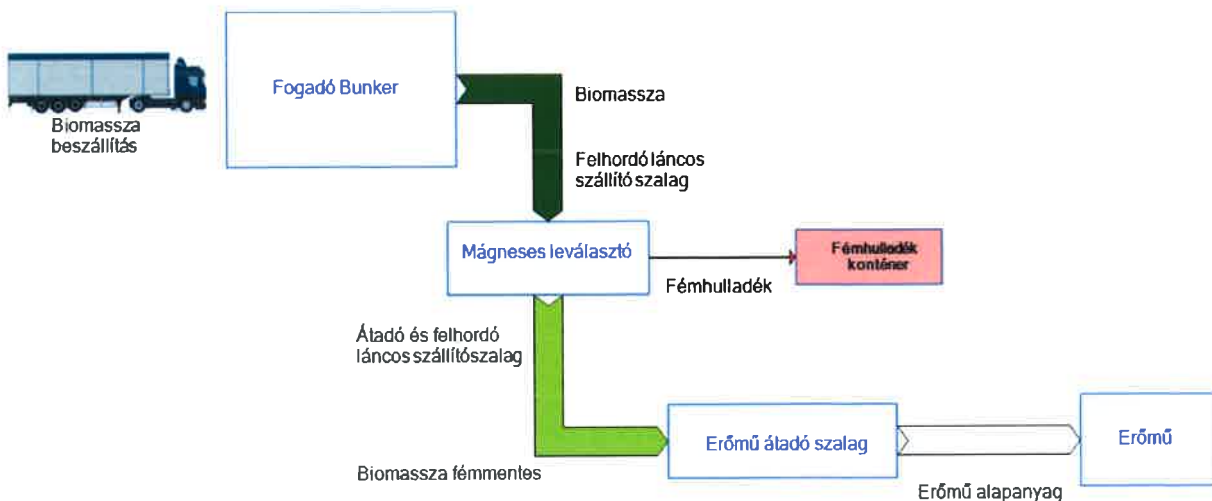 Fogadó Bunker
Biomassza
beszállítás
Biomassza
Felhordó láncos
szállító szalag
Mágneses leválasztó
Fémhulladék
Fémhulladék
konténer
Átadó és felhordó
láncos szállítószalag
Biomassza fémmentes
Erőmű átadó szalag
Erőmű alapanyag
Erőmű